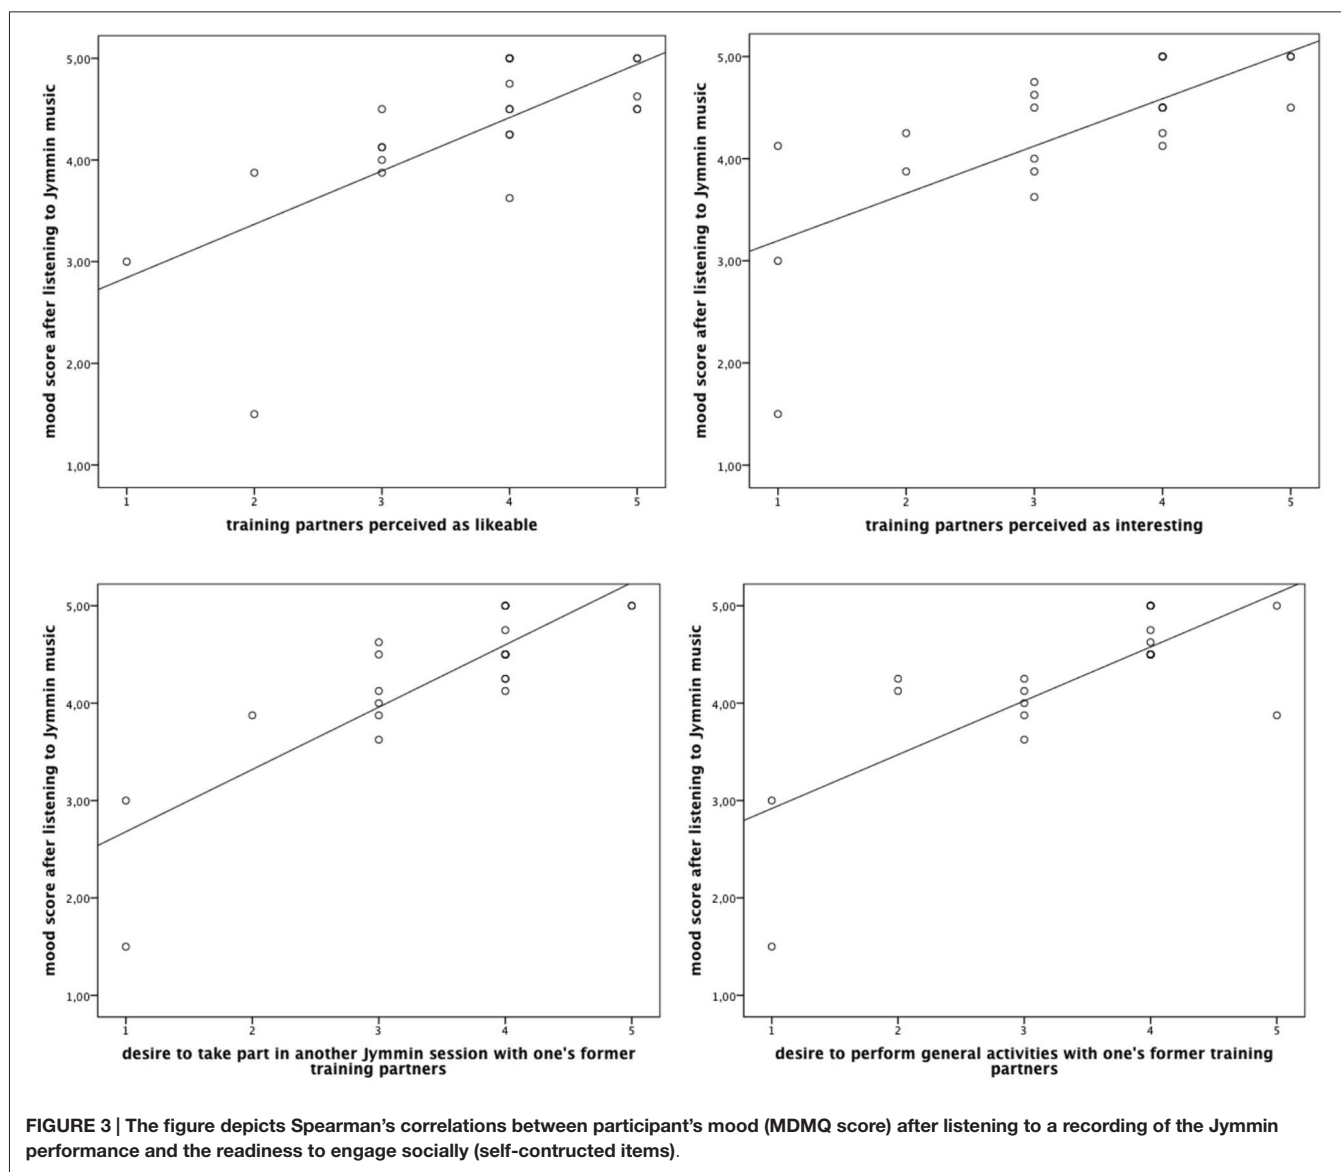 5,00
4,00
3,00
2,00
1,00
mood score after listening to Jymmin music
1 2 3 4 5
training partners perceived as likeable
5,00
4,00
3,00
2,00
1,00
mood score after listening to Jymmin music
1 2 3 4 5
training partners perceived as interesting
5,00
4,00
3,00
2,00
1,00
mood score after listening to Jymmin music
1 2 3 4 5
desire to take part in another Jymmin session with one's former
training partners
5,00
4,00
3,00
2,00
1,00
mood score after listening to Jymmin music
1 2 3 4 5
desire to perform general activities with one's former training
partners
FIGURE 3 | The figure depicts Spearman’s correlations between participant’s mood (MDMQ score) after listening to a recording of the Jymmin
performance and the readiness to engage socially (self-contructed items).